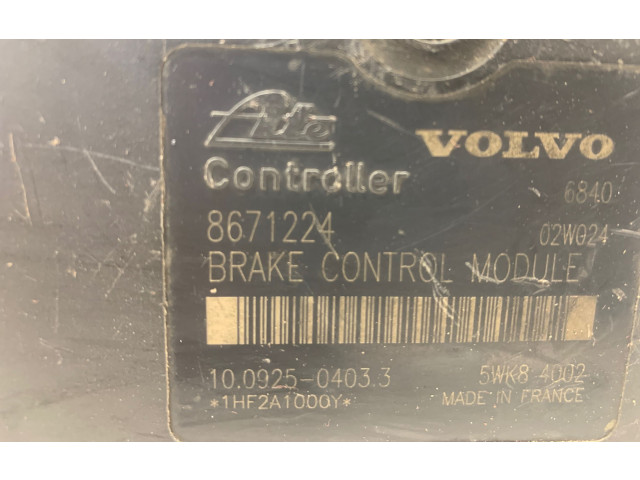 Ate VOLVO
Controller 6840
8671224 02W024
BRAKE CONTROL MODULE
10.0925-0403.3 5WK8 4002
*1HF2A1000Y* MADE IN FRANCE